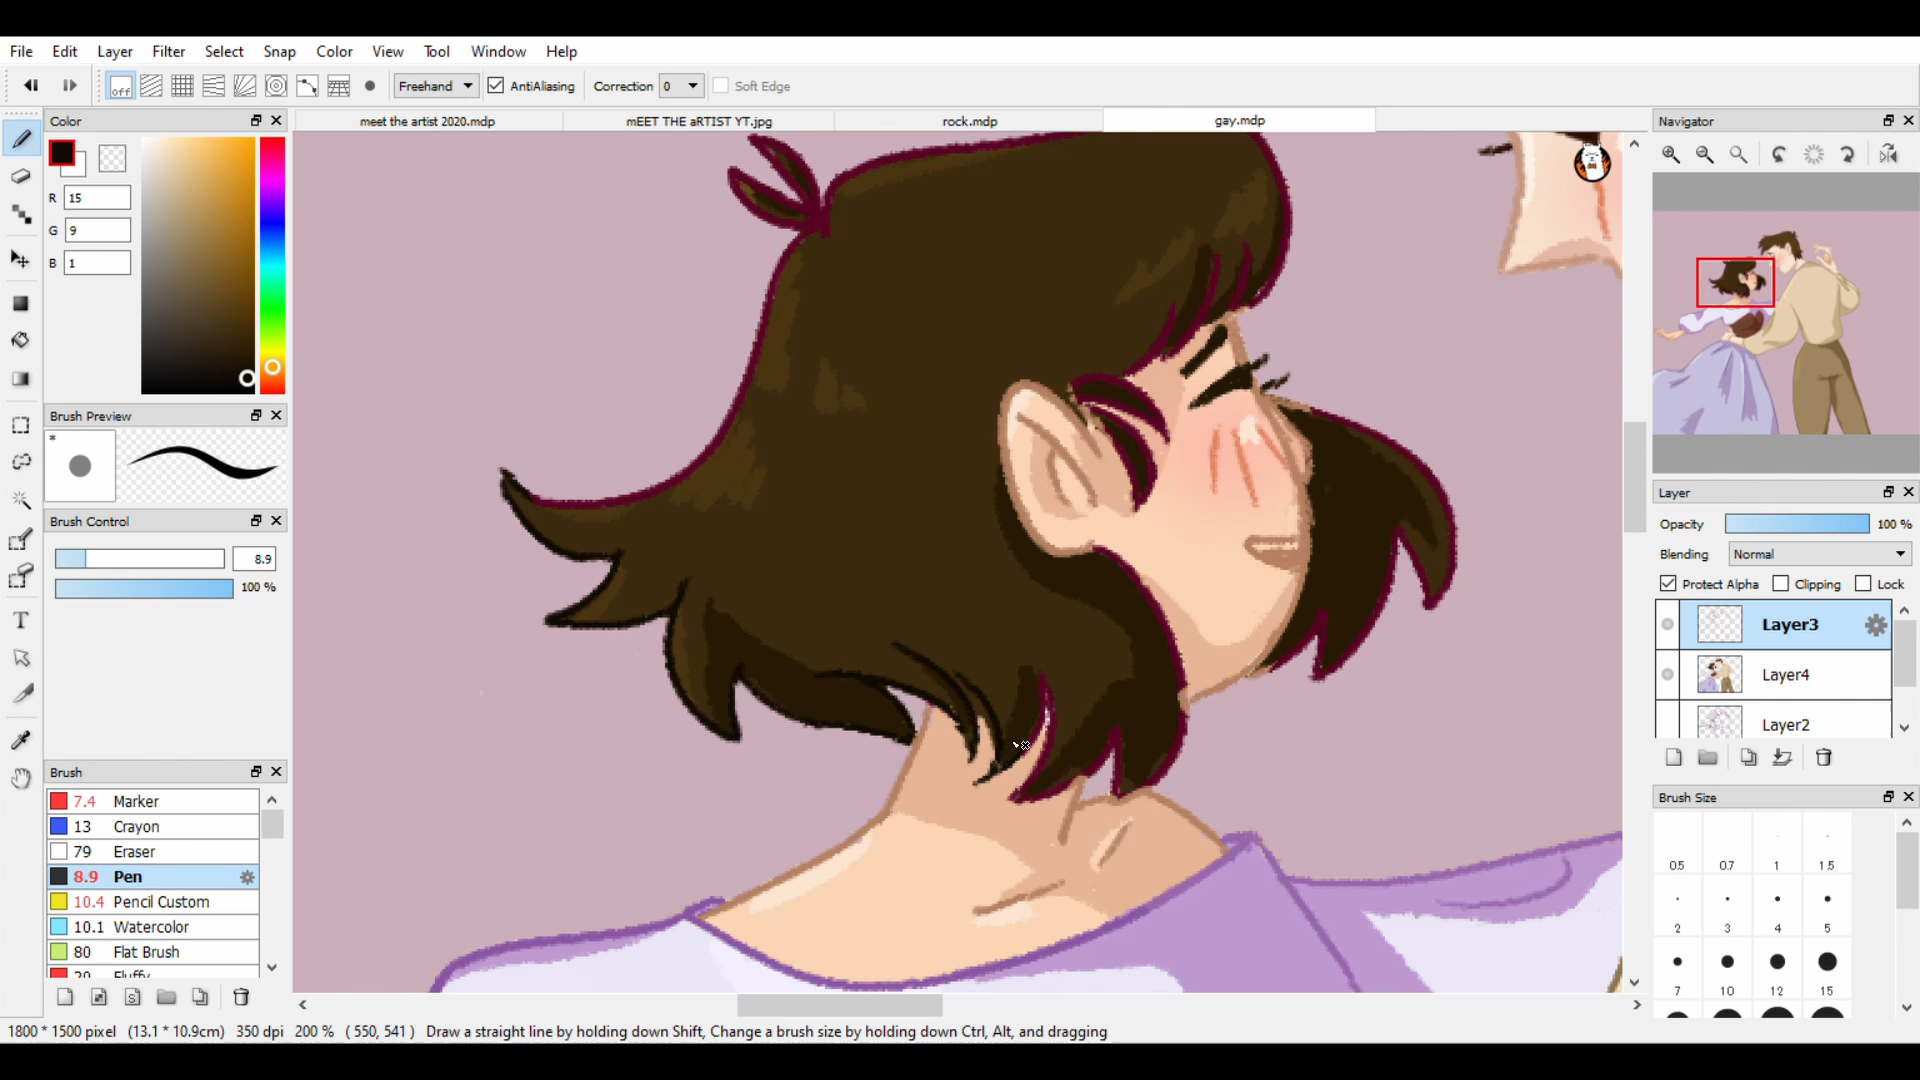 File Edit Layer Filter Select Snap Color View Tool Window Help
off Freehand AntiAliasing Correction 0 Soft Edge
Color
meet the artist 2020.mdp
mEET THE aRTIST YT.jpg
rock.mdp
gay.mdp
Navigator
R 15
G 9
B 1
Brush Preview
*
Brush Control
8.9
100 %
Brush
7.4 Marker
13 Crayon
79 Eraser
8.9 Pen
10.4 Pencil Custom
10.1 Watercolor
80 Flat Brush
20 Fluffy
T
S
Layer
Opacity 100 %
Blending Normal
Protect Alpha Clipping Lock
Layer3
Layer4
Layer2
Brush Size
0.5 0.7 1 1.5
2 3 4 5
7 10 12 15
1800 * 1500 pixel (13.1 * 10.9cm) 350 dpi 200 % ( 550, 541 ) Draw a straight line by holding down Shift, Change a brush size by holding down Ctrl, Alt, and dragging